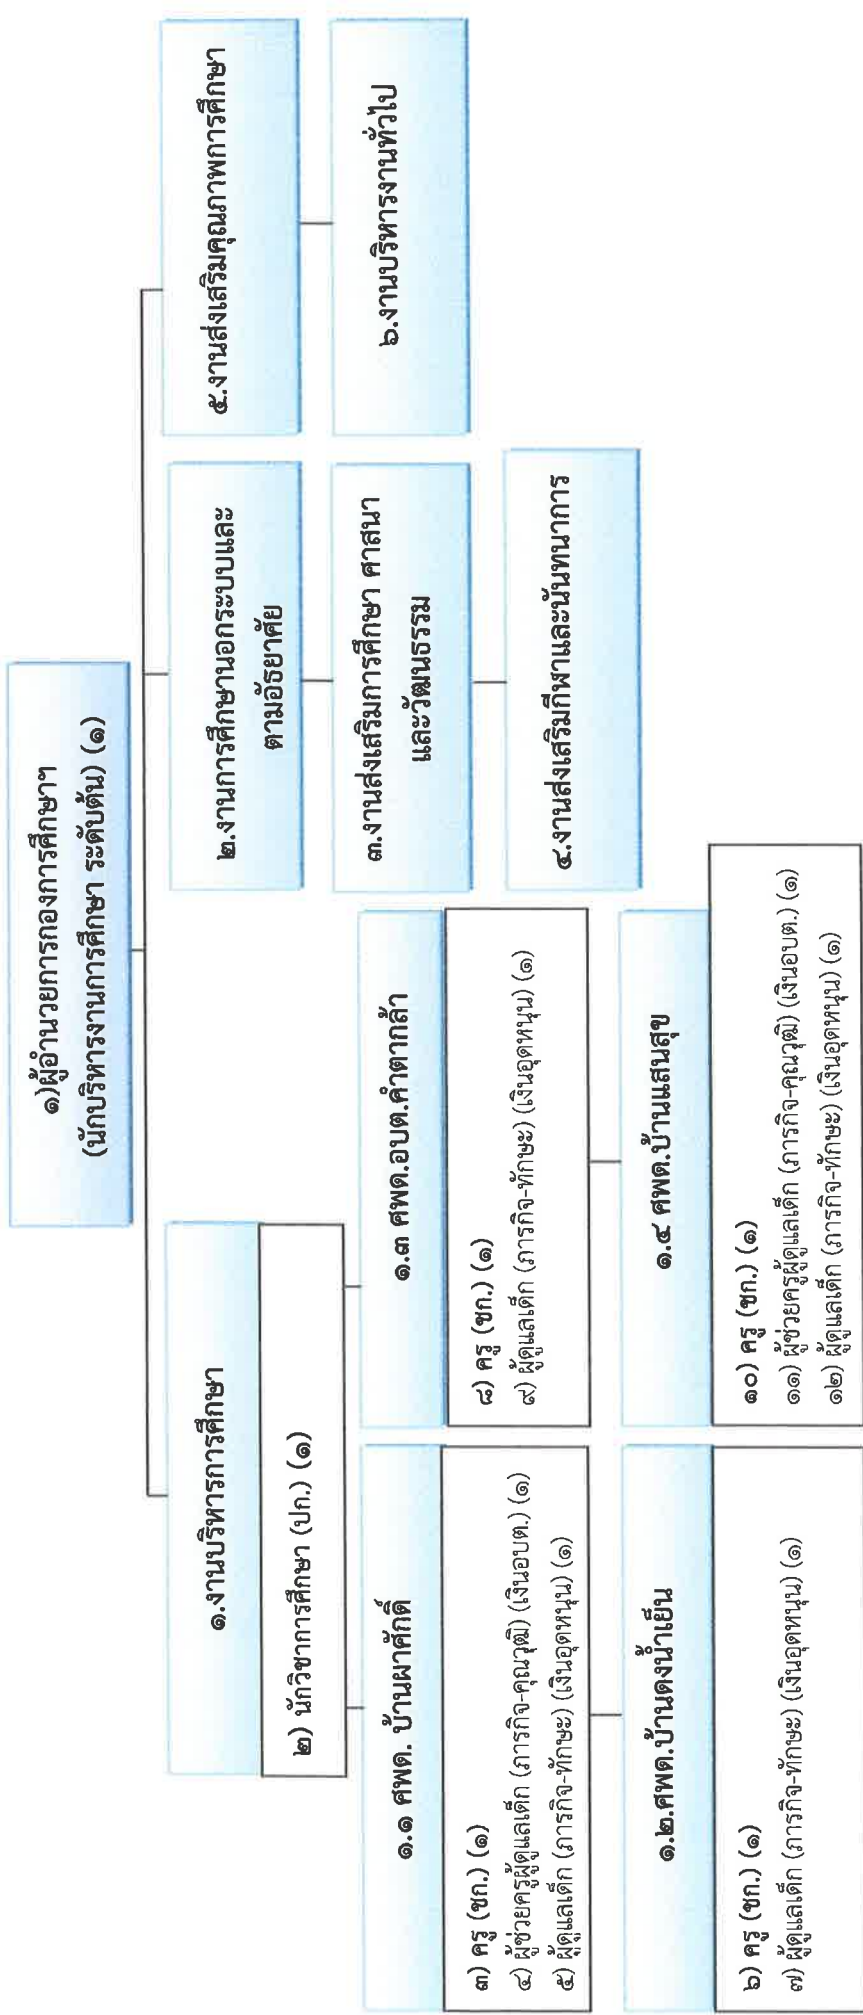 ๑)ผู้อำนวยการกองการศึกษาฯ
(นักบริหารงานการศึกษา ระดับต้น) (๑)
๑.งานบริหารการศึกษา
๒) นักวิชาการศึกษา (ปก.) (๑)
๑.๑ ศพด. บ้านผาศักดิ์
๓) ครู (ชก.) (๑)
๔) ผู้ช่วยครูผู้ดูแลเด็ก (ภารกิจ-คุณวุฒิ) (เงินอบต.) (๑)
๕) ผู้ดูแลเด็ก (ภารกิจ-ทักษะ) (เงินอุดหนุน) (๑)
๑.๒.ศพด.บ้านดงน้ำเย็น
๖) ครู (ชก.) (๑)
๗) ผู้ดูแลเด็ก (ภารกิจ-ทักษะ) (เงินอุดหนุน) (๑)
๑.๓ ศพด.อบต.คำตากล้า
๘) ครู (ชก.) (๑)
๙) ผู้ดูแลเด็ก (ภารกิจ-ทักษะ) (เงินอุดหนุน) (๑)
๑.๔ ศพด.บ้านแสนสุข
๑๐) ครู (ชก.) (๑)
๑๑) ผู้ช่วยครูผู้ดูแลเด็ก (ภารกิจ-คุณวุฒิ) (เงินอบต.) (๑)
๑๒) ผู้ดูแลเด็ก (ภารกิจ-ทักษะ) (เงินอุดหนุน) (๑)
๒.งานการศึกษานอกระบบและ
ตามอัธยาศัย
๓.งานส่งเสริมการศึกษา ศาสนา
และวัฒนธรรม
๔.งานส่งเสริมกีฬาและนันทนาการ
๕.งานส่งเสริมคุณภาพการศึกษา
๖.งานบริหารงานทั่วไป